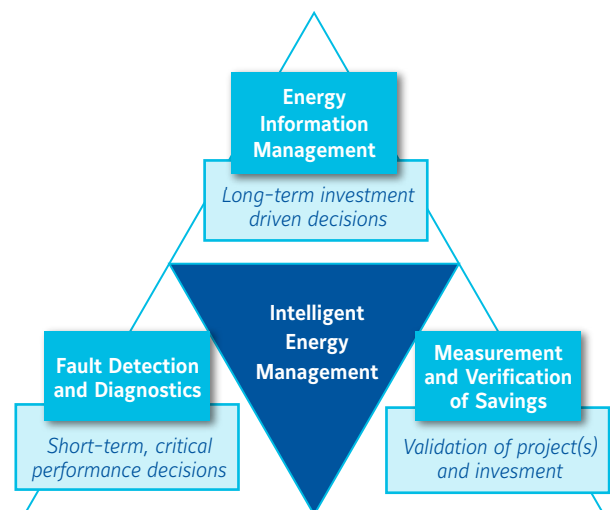 Energy
Information
Management
Long-term investment
driven decisions
Intelligent
Energy
Management
Fault Detection
and Diagnostics
Short-term, critical
performance decisions
Measurement
and Verification
of Savings
Validation of project(s)
and invesment